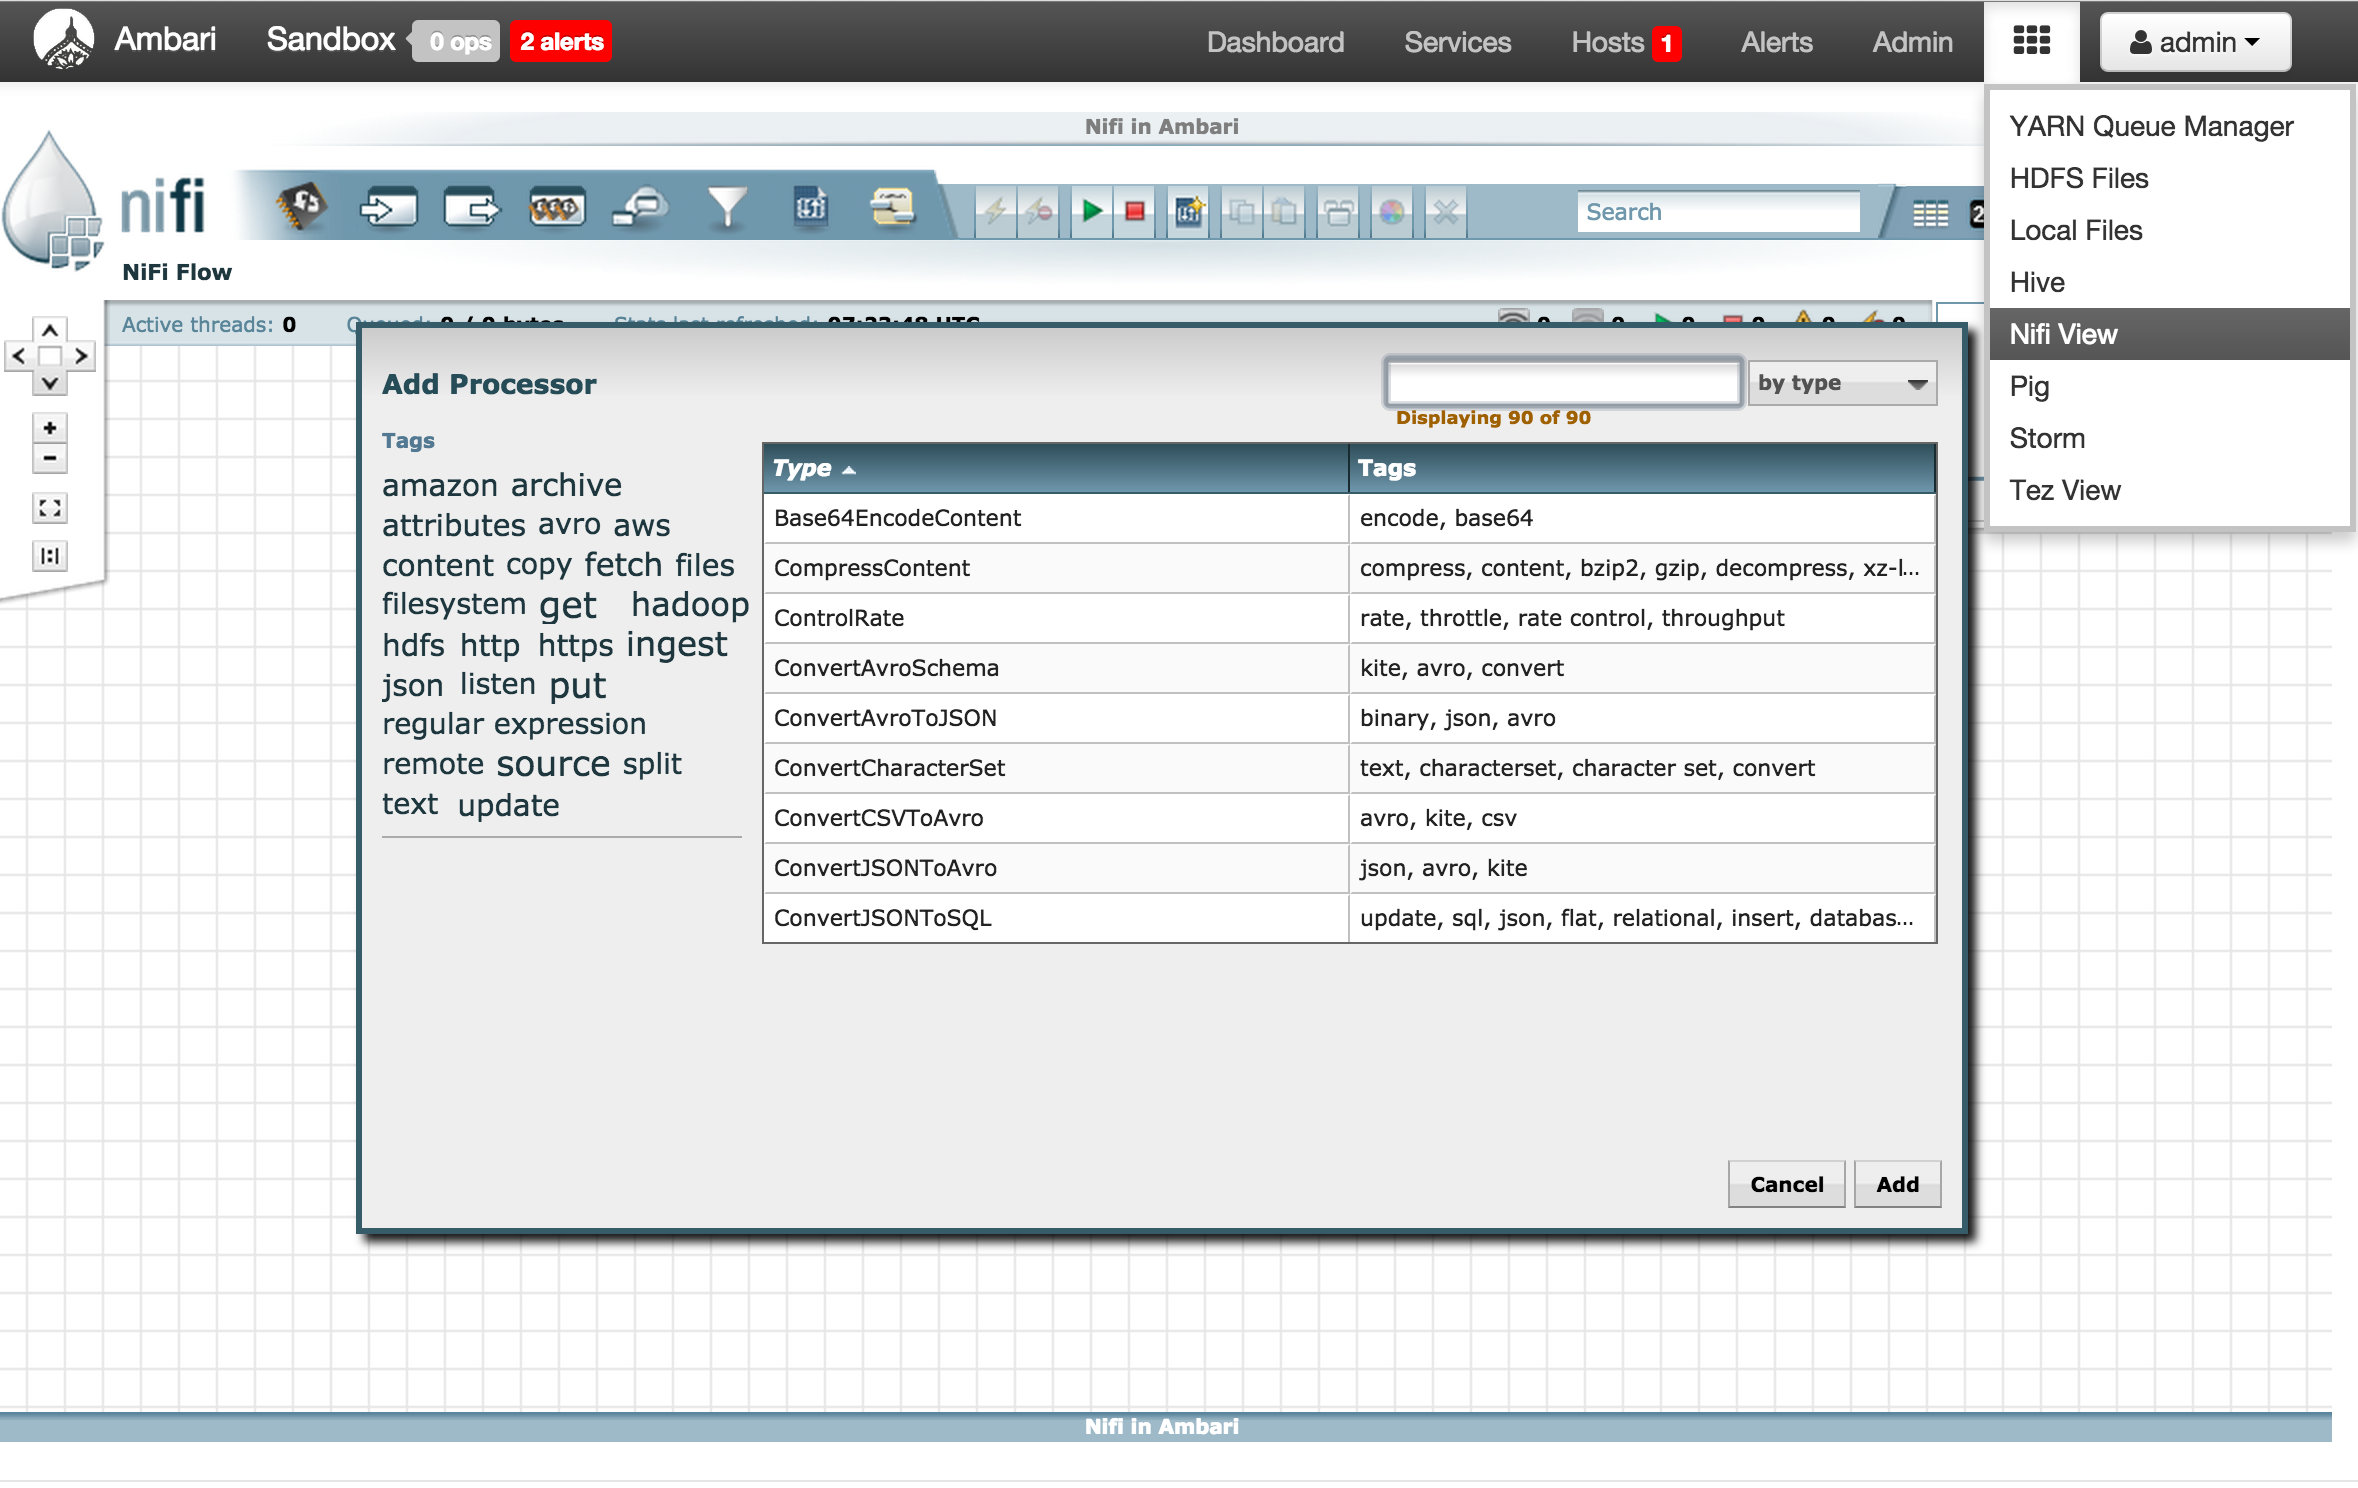 Ambari Sandbox 0 ops 2 alerts Dashboard Services Hosts 1 Alerts Admin admin
Nifi in Ambari
YARN Queue Manager
HDFS Files
Local Files
Hive
Nifi View
Pig
Storm
Tez View
nifi
Search
NiFi Flow
Active threads: 0
Add Processor
by type
Displaying 90 of 90
Tags
amazon archive
attributes avro aws
content copy fetch files
filesystem get hadoop
hdfs http https ingest
json listen put
regular expression
remote source split
text update
Type Tags
Base64EncodeContent encode, base64
CompressContent compress, content, bzip2, gzip, decompress, xz-l...
ControlRate rate, throttle, rate control, throughput
ConvertAvroSchema kite, avro, convert
ConvertAvroToJSON binary, json, avro
ConvertCharacterSet text, characterset, character set, convert
ConvertCSVToAvro avro, kite, csv
ConvertJSONToAvro json, avro, kite
ConvertJSONToSQL update, sql, json, flat, relational, insert, databas...
Cancel Add
Nifi in Ambari